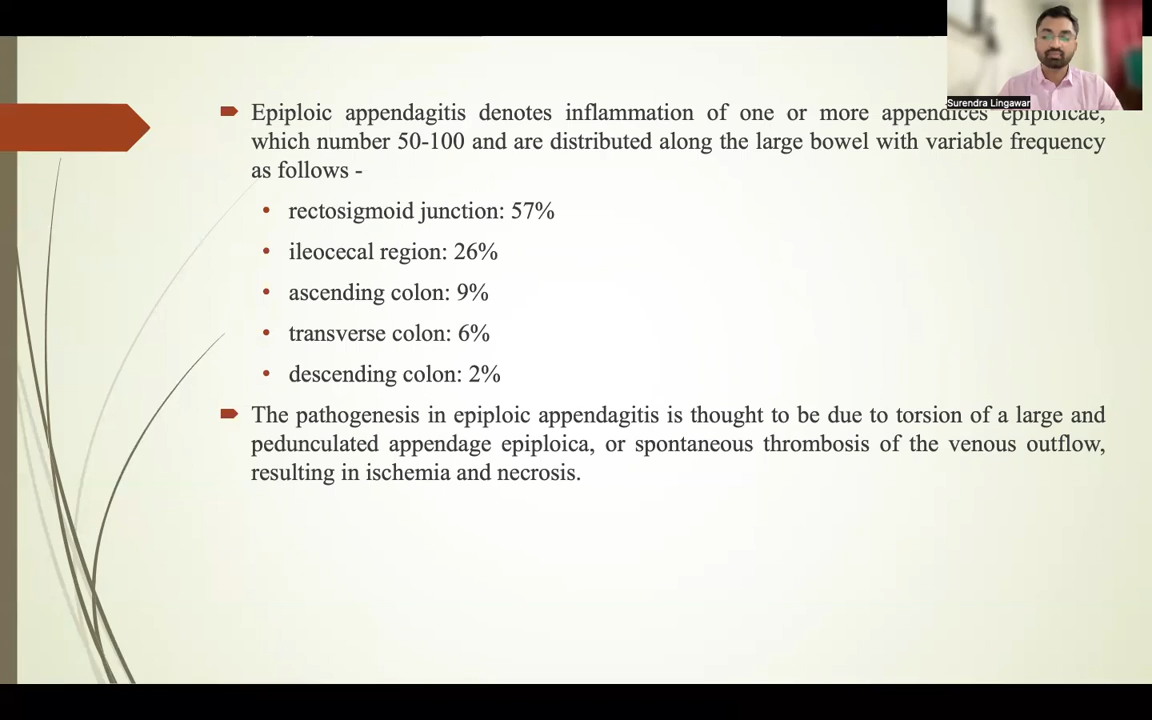 Surendra Lingawar
Epiploic appendagitis denotes inflammation of one or more appendices epiploicae,
which number 50-100 and are distributed along the large bowel with variable frequency
as follows -
• rectosigmoid junction: 57%
• ileocecal region: 26%
• ascending colon: 9%
• transverse colon: 6%
• descending colon: 2%
The pathogenesis in epiploic appendagitis is thought to be due to torsion of a large and
pedunculated appendage epiploica, or spontaneous thrombosis of the venous outflow,
resulting in ischemia and necrosis.